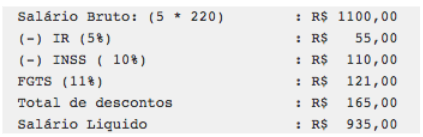 Salário Bruto: (5 * 220) : R$ 1100,00
(-) IR (5%) : R$ 55,00
(-) INSS ( 10%) : R$ 110,00
FGTS (11%) : R$ 121,00
Total de descontos : R$ 165,00
Salário Liquido : R$ 935,00